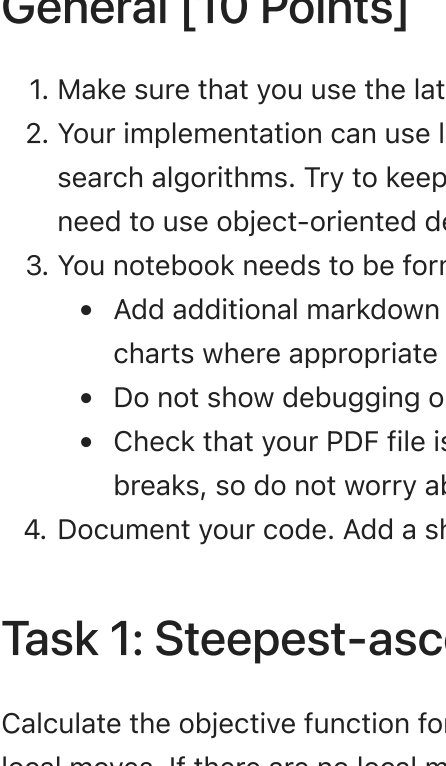 General [10 Points]
1. Make sure that you use the lat
2. Your implementation can use l
search algorithms. Try to keep
need to use object-oriented de
3. You notebook needs to be forr
• Add additional markdown
charts where appropriate
• Do not show debugging o
• Check that your PDF file is
breaks, so do not worry ab
4. Document your code. Add a sh
Task 1: Steepest-asc
Calculate the objective function for
local moves. If there are no local m